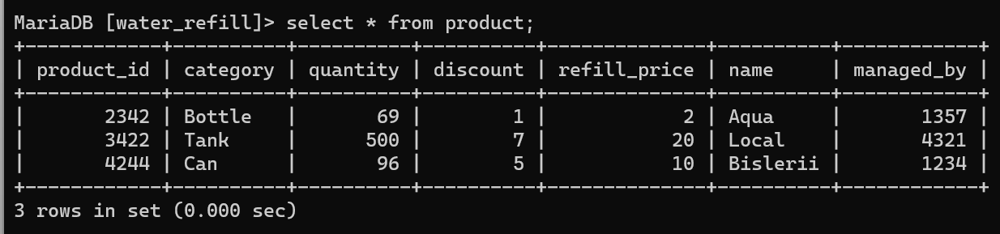 MariaDB [water_refill]> select * from product;
+------------+----------+----------+----------+--------------+----------+------------+
| product_id | category | quantity | discount | refill_price | name     | managed_by |
+------------+----------+----------+----------+--------------+----------+------------+
|       2342 | Bottle   |       69 |        1 |            2 | Aqua     |       1357 |
|       3422 | Tank     |      500 |        7 |           20 | Local    |       4321 |
|       4244 | Can      |       96 |        5 |           10 | Bislerii |       1234 |
+------------+----------+----------+----------+--------------+----------+------------+
3 rows in set (0.000 sec)